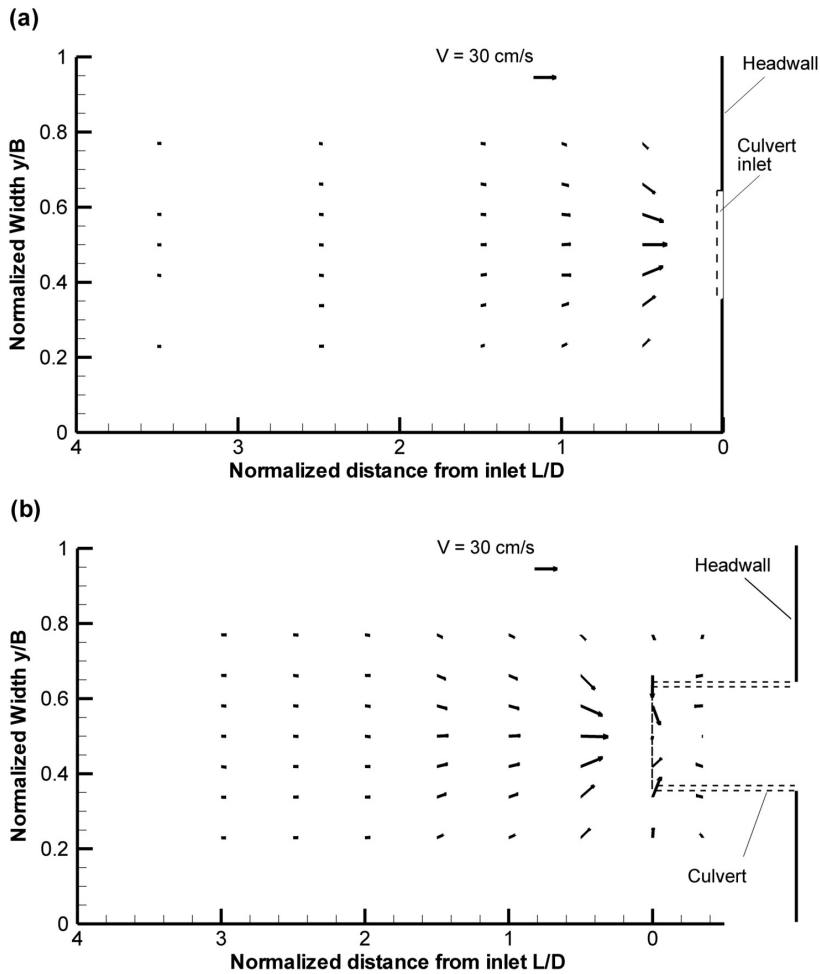 (a)
V = 30 cm/s
Headwall
Culvert
inlet
Normalized Width y/B
1
0.8
0.6
0.4
0.2
0
4
3
2
1
0
Normalized distance from inlet L/D
(b)
V = 30 cm/s
Headwall
Culvert
Normalized Width y/B
1
0.8
0.6
0.4
0.2
0
4
3
2
1
0
Normalized distance from inlet L/D